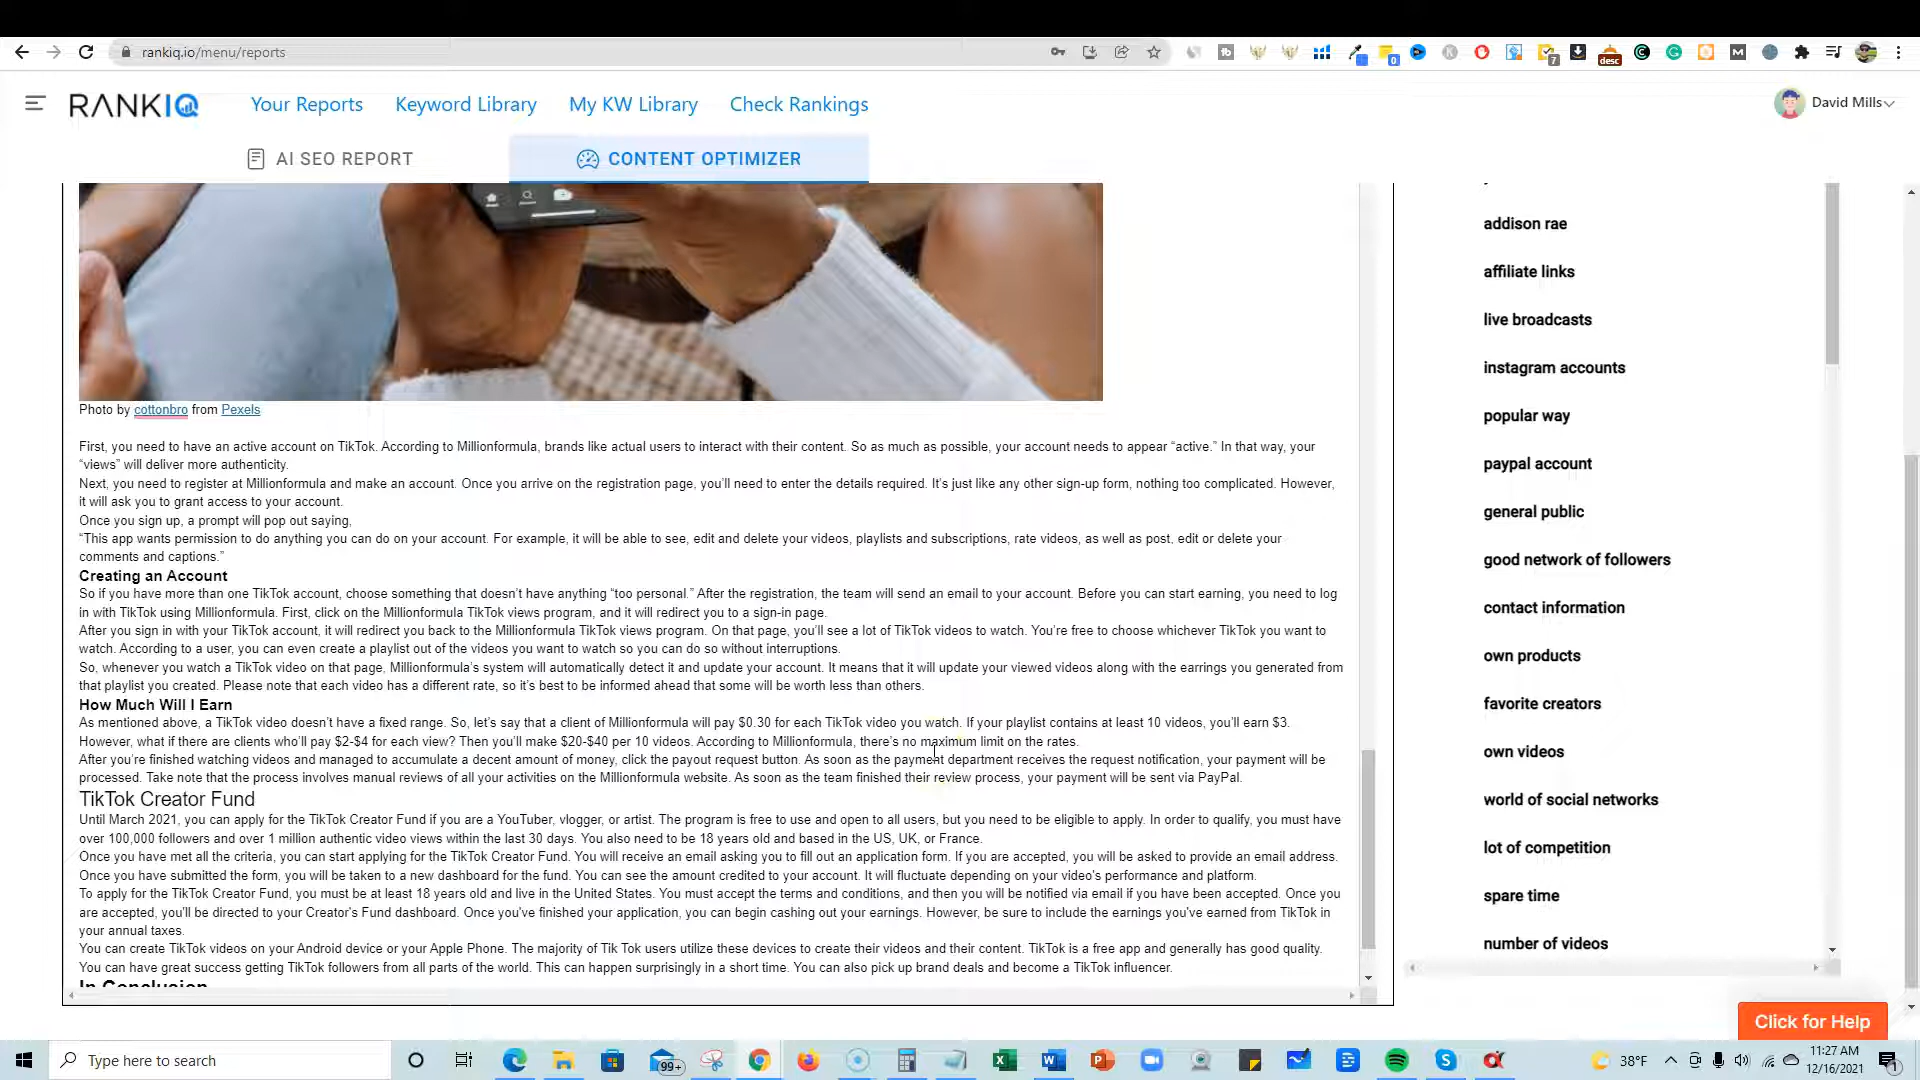 rankiq.io/menu/reports
RANKIQ
Your Reports
Keyword Library
My KW Library
Check Rankings
David Mills
AI SEO REPORT
CONTENT OPTIMIZER
Photo by cottonbro from Pexels
First, you need to have an active account on TikTok. According to Millionformula, brands like actual users to interact with their content. So as much as possible, your account needs to appear “active.” In that way, your
“views” will deliver more authenticity.
Next, you need to register at Millionformula and make an account. Once you arrive on the registration page, you’ll need to enter the details required. It’s just like any other sign-up form, nothing too complicated. However,
it will ask you to grant access to your account.
Once you sign up, a prompt will pop out saying,
“This app wants permission to do anything you can do on your account. For example, it will be able to see, edit and delete your videos, playlists and subscriptions, rate videos, as well as post, edit or delete your
comments and captions.”
Creating an Account
So if you have more than one TikTok account, choose something that doesn’t have anything “too personal.” After the registration, the team will send an email to your account. Before you can start earning, you need to log
in with TikTok using Millionformula. First, click on the Millionformula TikTok views program, and it will redirect you to a sign-in page.
After you sign in with your TikTok account, it will redirect you back to the Millionformula TikTok views program. On that page, you’ll see a lot of TikTok videos to watch. You’re free to choose whichever TikTok you want to
watch. According to a user, you can even create a playlist out of the videos you want to watch so you can do so without interruptions.
So, whenever you watch a TikTok video on that page, Millionformula’s system will automatically detect it and update your account. It means that it will update your viewed videos along with the earnings you generated from
that playlist you created. Please note that each video has a different rate, so it’s best to be informed ahead that some will be worth less than others.
How Much Will I Earn
As mentioned above, a TikTok video doesn’t have a fixed range. So, let’s say that a client of Millionformula will pay $0.30 for each TikTok video you watch. If your playlist contains at least 10 videos, you’ll earn $3.
However, what if there are clients who’ll pay $2-$4 for each view? Then you’ll make $20-$40 per 10 videos. According to Millionformula, there’s no maximum limit on the rates.
After you’re finished watching videos and managed to accumulate a decent amount of money, click the payout request button. As soon as the payment department receives the request notification, your payment will be
processed. Take note that the process involves manual reviews of all your activities on the Millionformula website. As soon as the team finished their review process, your payment will be sent via PayPal.
TikTok Creator Fund
Until March 2021, you can apply for the TikTok Creator Fund if you are a YouTuber, vlogger, or artist. The program is free to use and open to all users, but you need to be eligible to apply. In order to qualify, you must have
over 100,000 followers and over 1 million authentic video views within the last 30 days. You also need to be 18 years old and based in the US, UK, or France.
Once you have met all the criteria, you can start applying for the TikTok Creator Fund. You will receive an email asking you to fill out an application form. If you are accepted, you will be asked to provide an email address.
Once you have submitted the form, you will be taken to a new dashboard for the fund. You can see the amount credited to your account. It will fluctuate depending on your video’s performance and platform.
To apply for the TikTok Creator Fund, you must be at least 18 years old and live in the United States. You must accept the terms and conditions, and then you will be notified via email if you have been accepted. Once you
are accepted, you’ll be directed to your Creator’s Fund dashboard. Once you’ve finished your application, you can begin cashing out your earnings. However, be sure to include the earnings you’ve earned from TikTok in
your annual taxes.
You can create TikTok videos on your Android device or your Apple Phone. The majority of Tik Tok users utilize these devices to create their videos and their content. TikTok is a free app and generally has good quality.
You can have great success getting TikTok followers from all parts of the world. This can happen surprisingly in a short time. You can also pick up brand deals and become a TikTok influencer.
In Conclusion
addison rae
affiliate links
live broadcasts
instagram accounts
popular way
paypal account
general public
good network of followers
contact information
own products
favorite creators
own videos
world of social networks
lot of competition
spare time
number of videos
Click for Help
Type here to search
99+
38°F
11:27 AM
12/16/2021